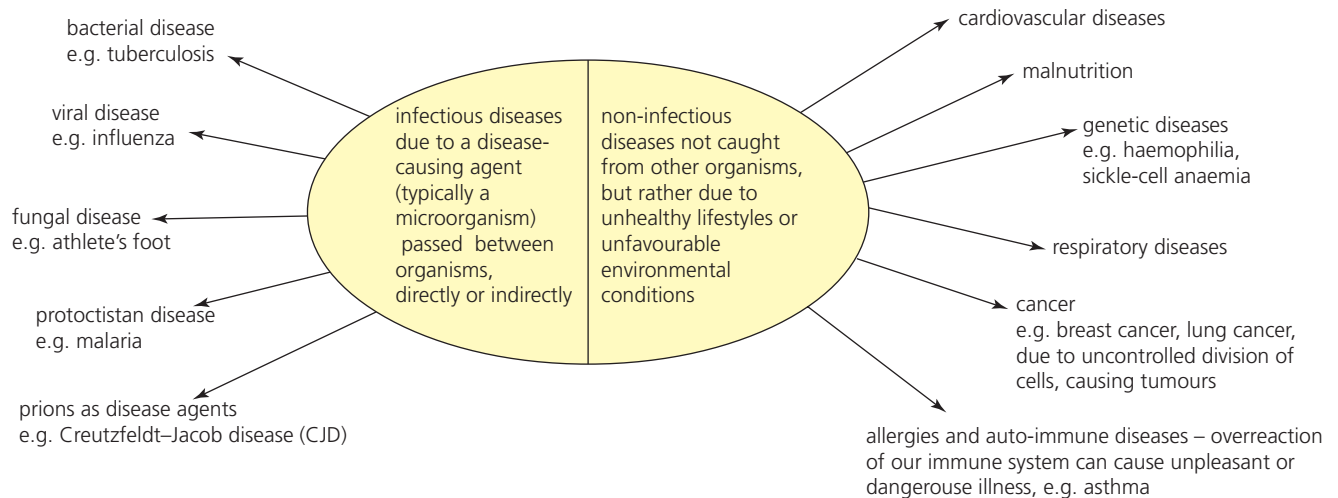 bacterial disease
e.g. tuberculosis
viral disease
e.g. influenza
fungal disease
e.g. athlete's foot
protoctistan disease
e.g. malaria
prions as disease agents
e.g. Creutzfeldt–Jacob disease (CJD)
infectious diseases
due to a disease-
causing agent
(typically a
microorganism)
passed between
organisms,
directly or indirectly
non-infectious
diseases not caught
from other organisms,
but rather due to
unhealthy lifestyles or
unfavourable
environmental
conditions
cardiovascular diseases
malnutrition
genetic diseases
e.g. haemophilia,
sickle-cell anaemia
respiratory diseases
cancer
e.g. breast cancer, lung cancer,
due to uncontrolled division of
cells, causing tumours
allergies and auto-immune diseases – overreaction
of our immune system can cause unpleasant or
dangerouse illness, e.g. asthma